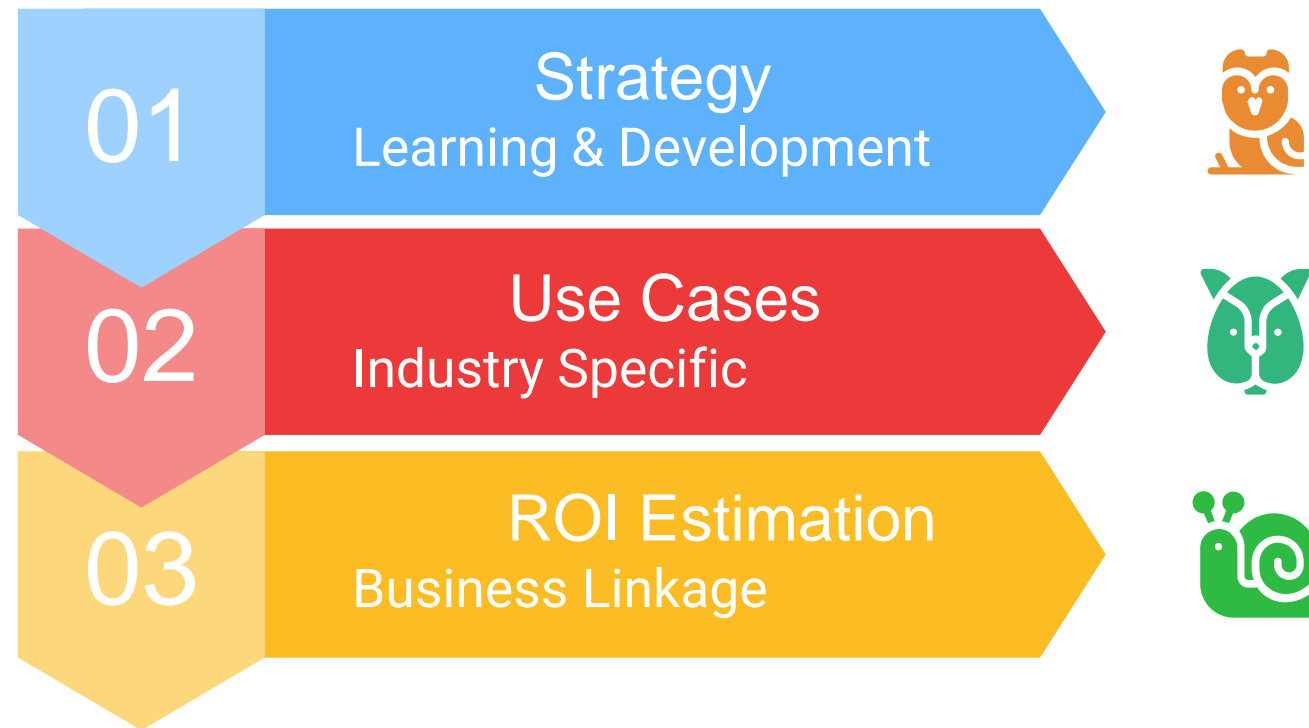 01
Strategy
Learning & Development
02
Use Cases
Industry Specific
03
ROI Estimation
Business Linkage